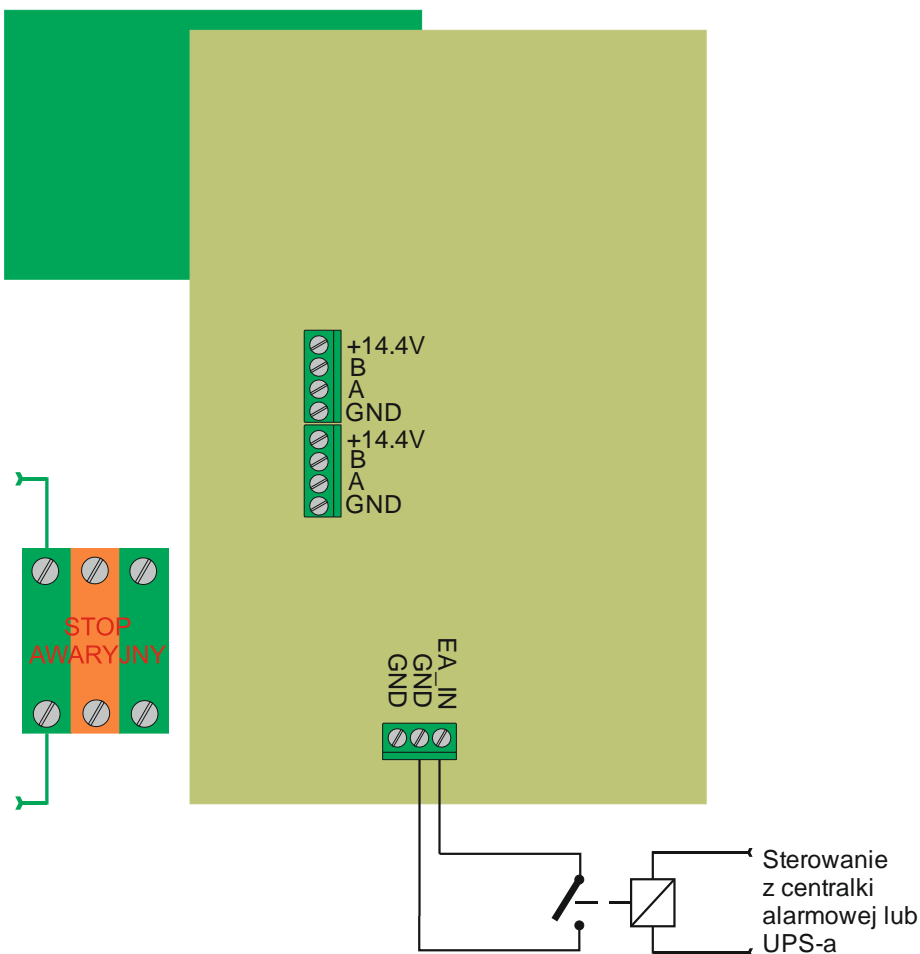 +14.4V
B
A
GND
+14.4V
B
A
GND
STOP
AWARYJNY
GND
GND
EA_IN
Sterowanie
z centralki
alarmowej lub
UPS-a